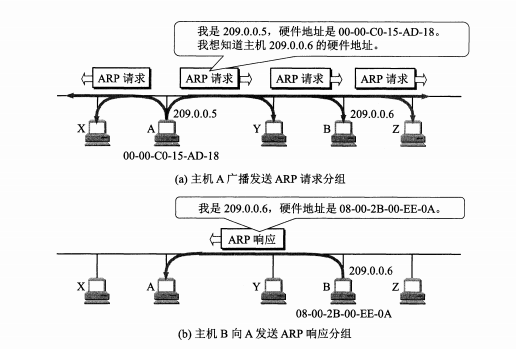 我是 209.0.0.5，硬件地址是 00-00-C0-15-AD-18。
我想知道主机 209.0.0.6 的硬件地址。
ARP 请求 ARP 请求 ARP 请求 ARP 请求
209.0.0.5 209.0.0.6
X A Y B Z
00-00-C0-15-AD-18
(a) 主机 A 广播发送 ARP 请求分组
我是 209.0.0.6，硬件地址是 08-00-2B-00-EE-0A。
ARP 响应
209.0.0.6
X A Y B Z
08-00-2B-00-EE-0A
(b) 主机 B 向 A 发送 ARP 响应分组